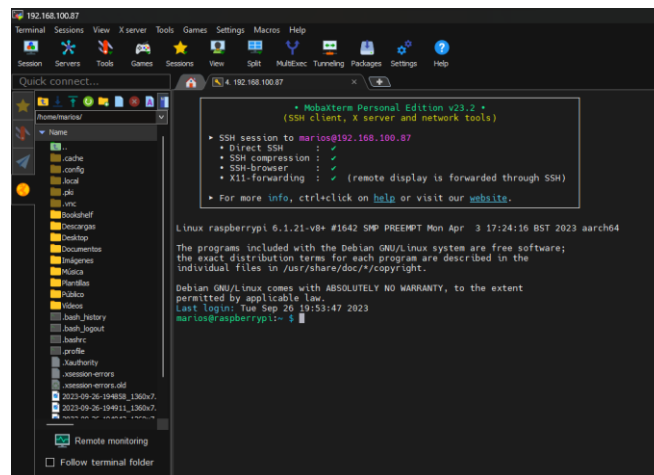 192.168.100.87
Terminal Sessions View X server Tools Games Settings Macros Help
Session Servers Tools Games Sessions View Split MultiExec Tunneling Packages Settings Help
Quick connect...
4. 192.168.100.87
/home/marios/
Name
..
.cache
.config
.local
.pki
.vnc
Bookshelf
Descargas
Desktop
Documentos
Imágenes
Música
Plantillas
Público
Vídeos
.bash_history
.bash_logout
.bashrc
.profile
.Xauthority
.xsession-errors
.xsession-errors.old
2023-09-26-194858_1360x7.
2023-09-26-194911_1360x7.
Remote monitoring
Follow terminal folder
• MobaXterm Personal Edition v23.2 •
(SSH client, X server and network tools)
► SSH session to marios@192.168.100.87
• Direct SSH : ✔
• SSH compression : ✔
• SSH-browser : ✔
• X11-forwarding : ✔ (remote display is forwarded through SSH)
► For more info, ctrl+click on help or visit our website.
Linux raspberrypi 6.1.21-v8+ #1642 SMP PREEMPT Mon Apr 3 17:24:16 BST 2023 aarch64
The programs included with the Debian GNU/Linux system are free software;
the exact distribution terms for each program are described in the
individual files in /usr/share/doc/*/copyright.
Debian GNU/Linux comes with ABSOLUTELY NO WARRANTY, to the extent
permitted by applicable law.
Last login: Tue Sep 26 19:53:47 2023
marios@raspberrypi:~ $